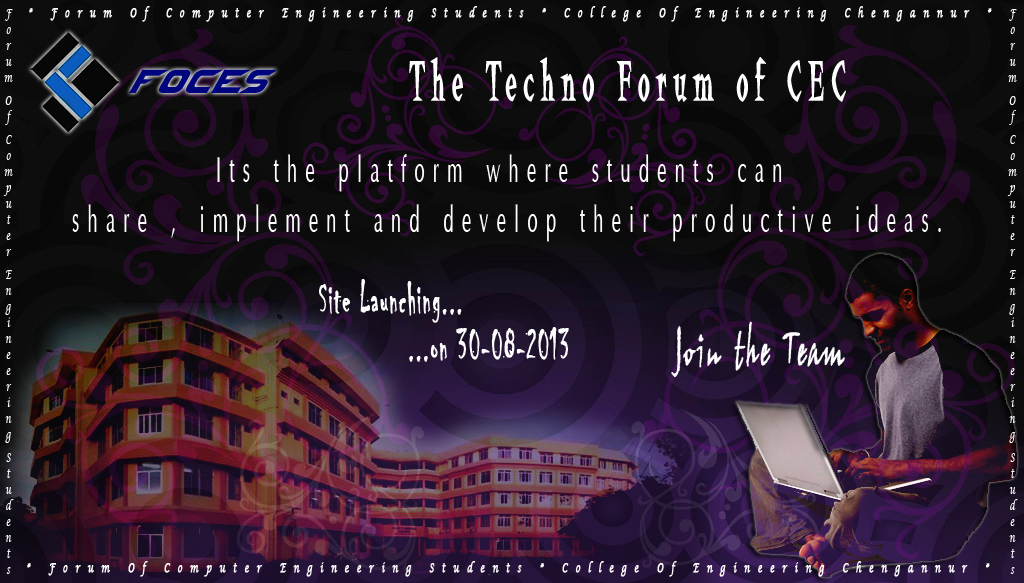 * Forum Of Computer Engineering Students * College Of Engineering Chengannur *
FOCES
The Techno Forum of CEC
Its the platform where students can
share , implement and develop their productive ideas.
Site Launching...
...on 30-08-2013
Join the Team
Forum Of Computer Engineering Students
Forum Of Computer Engineering Students
* Forum Of Computer Engineering Students * College Of Engineering Chengannur *